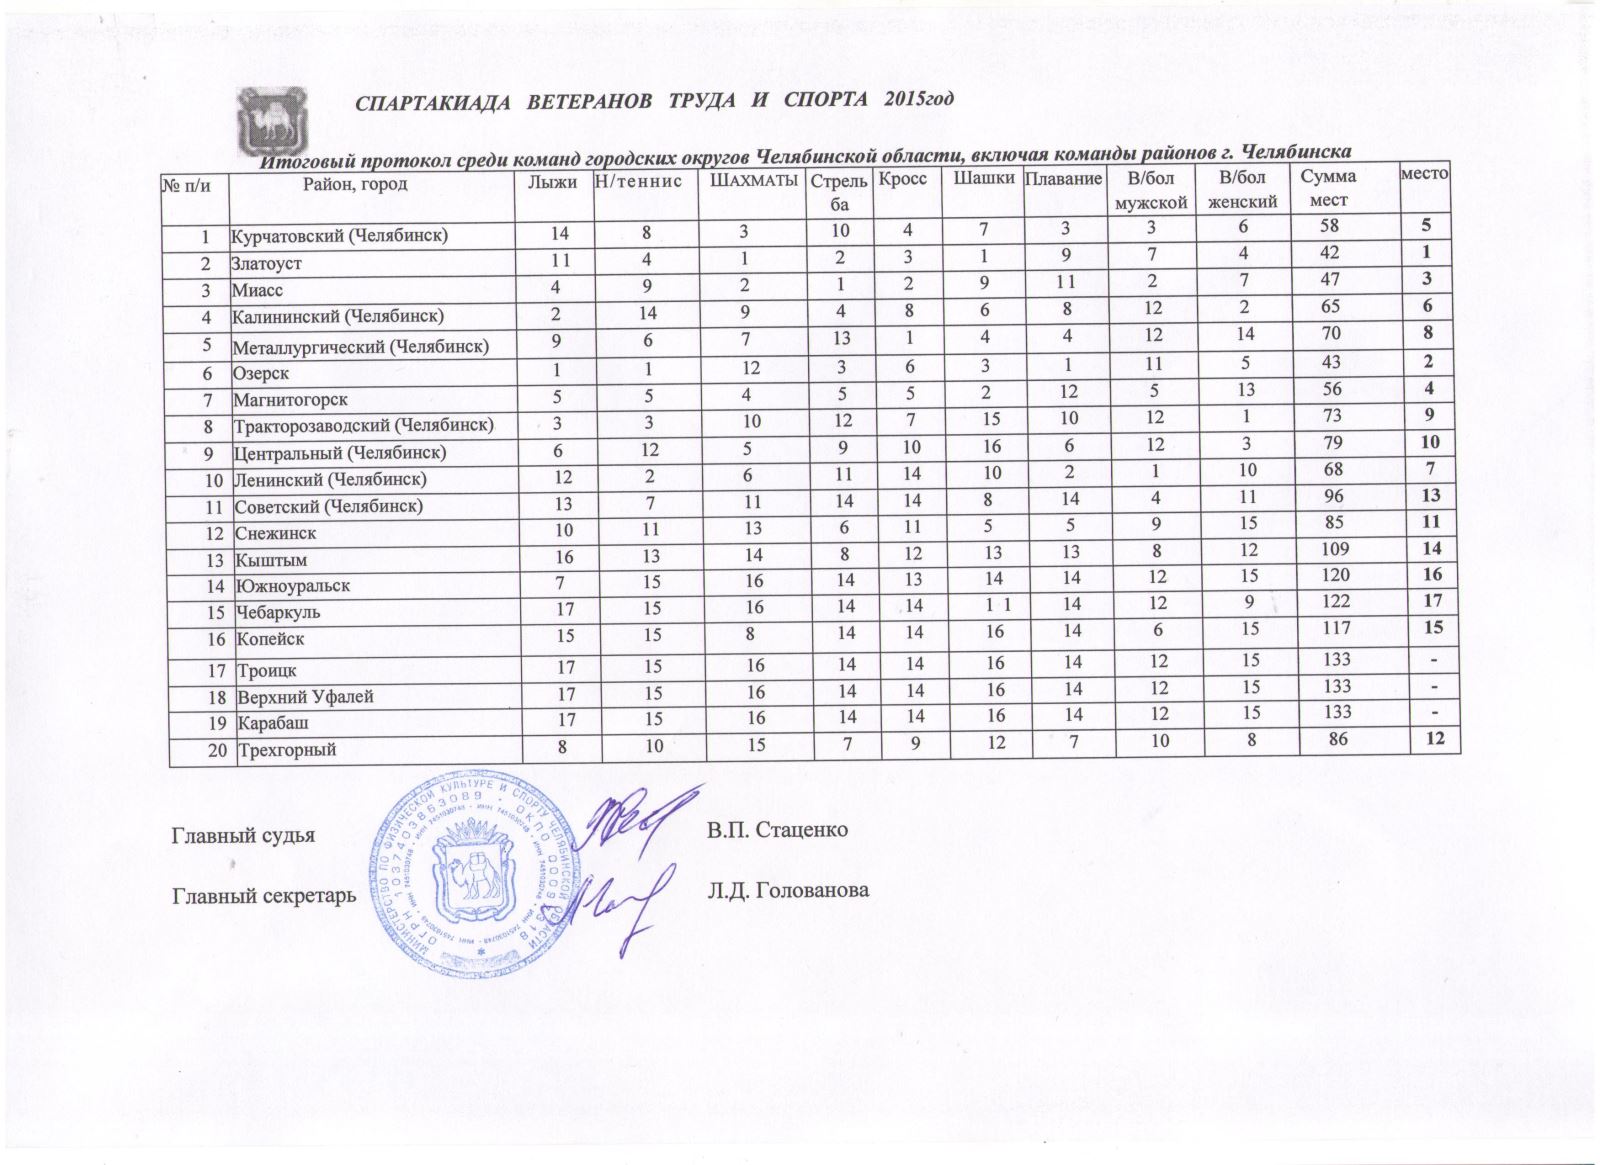 СПАРТАКИАДА ВЕТЕРАНОВ ТРУДА И СПОРТА 2015год
Итоговый протокол среди команд городских округов Челябинской области, включая команды районов г. Челябинска
№ п/и Район, город Лыжи Н/теннис ШАХМАТЫ Стрель ба Кросс Шашки Плавание В/бол мужской В/бол женский Сумма мест место
1 Курчатовский (Челябинск) 14 8 3 10 4 7 3 3 6 58 5
2 Златоуст 11 4 1 2 3 1 9 7 4 42 1
3 Миасс 4 9 2 1 2 9 11 2 7 47 3
4 Калининский (Челябинск) 2 14 9 4 8 6 8 12 2 65 6
5 Металлургический (Челябинск) 9 6 7 13 1 4 4 12 14 70 8
6 Озерск 1 1 12 3 6 3 1 11 5 43 2
7 Магнитогорск 5 5 4 5 5 2 12 5 13 56 4
8 Тракторозаводский (Челябинск) 3 3 10 12 7 15 10 12 1 73 9
9 Центральный (Челябинск) 6 12 5 9 10 16 6 12 3 79 10
10 Ленинский (Челябинск) 12 2 6 11 14 10 2 1 10 68 7
11 Советский (Челябинск) 13 7 11 14 14 8 14 4 11 96 13
12 Снежинск 10 11 13 6 11 5 5 9 15 85 11
13 Кыштым 16 13 14 8 12 13 13 8 12 109 14
14 Южноуральск 7 15 16 14 13 14 14 12 15 120 16
15 Чебаркуль 17 15 16 14 14 1 1 14 12 9 122 17
16 Копейск 15 15 8 14 14 16 14 6 15 117 15
17 Троицк 17 15 16 14 14 16 14 12 15 133 -
18 Верхний Уфалей 17 15 16 14 14 16 14 12 15 133 -
19 Карабаш 17 15 16 14 14 16 14 12 15 133 -
20 Трехгорный 8 10 15 7 9 12 7 10 8 86 12
МИНИСТЕРСТВО ПО ФИЗИЧЕСКОЙ КУЛЬТУРЕ И СПОРТУ ЧЕЛЯБИНСКОЙ ОБЛАСТИ
ОГРН 1037403863089 • ОКПО
ИНН 7451030748
Главный судья В.П. Стаценко
Главный секретарь Л.Д. Голованова